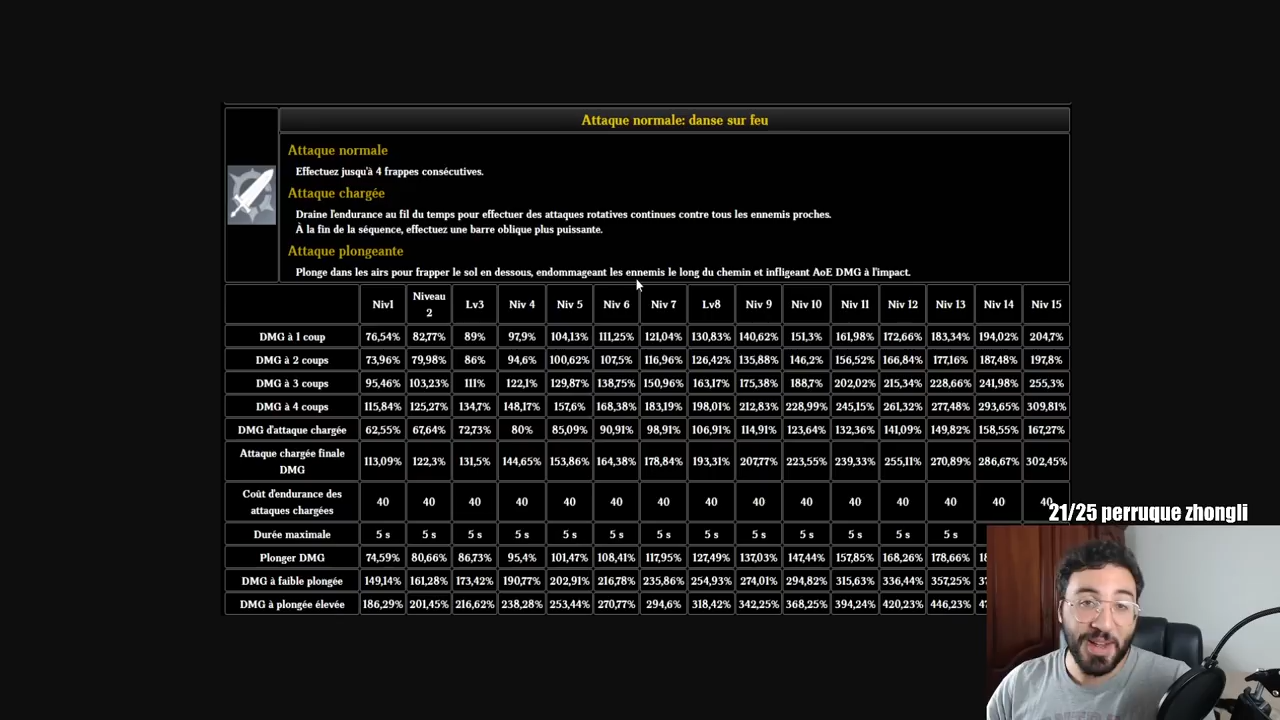 Attaque normale: danse sur feu
Attaque normale
Effectuez jusqu'à 4 frappes consécutives.
Attaque chargée
Draine l'endurance au fil du temps pour effectuer des attaques rotatives continues contre tous les ennemis proches.
À la fin de la séquence, effectuez une barre oblique plus puissante.
Attaque plongeante
Plonge dans les airs pour frapper le sol en dessous, endommageant les ennemis le long du chemin et infligeant AoE DMG à l'impact.
Niv1 Niveau 2 Lv3 Niv 4 Niv 5 Niv 6 Niv 7 Lv8 Niv 9 Niv 10 Niv 11 Niv 12 Niv 13 Niv 14 Niv 15
DMG à 1 coup 76,54% 82,77% 89% 97,9% 104,13% 111,25% 121,04% 130,83% 140,62% 151,3% 161,98% 172,66% 183,34% 194,02% 204,7%
DMG à 2 coups 73,96% 79,98% 86% 94,6% 100,62% 107,5% 116,96% 126,42% 135,88% 146,2% 156,52% 166,84% 177,16% 187,48% 197,8%
DMG à 3 coups 95,46% 103,23% 111% 122,1% 129,87% 138,75% 150,96% 163,17% 175,38% 188,7% 202,02% 215,34% 228,66% 241,98% 255,3%
DMG à 4 coups 115,84% 125,27% 134,7% 148,17% 157,6% 168,38% 183,19% 198,01% 212,83% 228,99% 245,15% 261,32% 277,48% 293,65% 309,81%
DMG d'attaque chargée 62,55% 67,64% 72,73% 80% 85,09% 90,91% 98,91% 106,91% 114,91% 123,64% 132,36% 141,09% 149,82% 158,55% 167,27%
Attaque chargée finale DMG 113,09% 122,3% 131,5% 144,65% 153,86% 164,38% 178,84% 193,31% 207,77% 223,55% 239,33% 255,11% 270,89% 286,67% 302,45%
Coût d'endurance des attaques chargées 40 40 40 40 40 40 40 40 40 40 40 40 40 40 40
21/25 perruque zhongli
Durée maximale 5 s 5 s 5 s 5 s 5 s 5 s 5 s 5 s 5 s 5 s 5 s 5 s 5 s
Plonger DMG 74,59% 80,66% 86,73% 95,4% 101,47% 108,41% 117,95% 127,49% 137,03% 147,44% 157,85% 168,26% 178,66%
DMG à faible plongée 149,14% 161,28% 173,42% 190,77% 202,91% 216,78% 235,86% 254,93% 274,01% 294,82% 315,63% 336,44% 357,25%
DMG à plongée élevée 186,29% 201,45% 216,62% 238,28% 253,44% 270,77% 294,6% 318,42% 342,25% 368,25% 394,24% 420,23% 446,23%